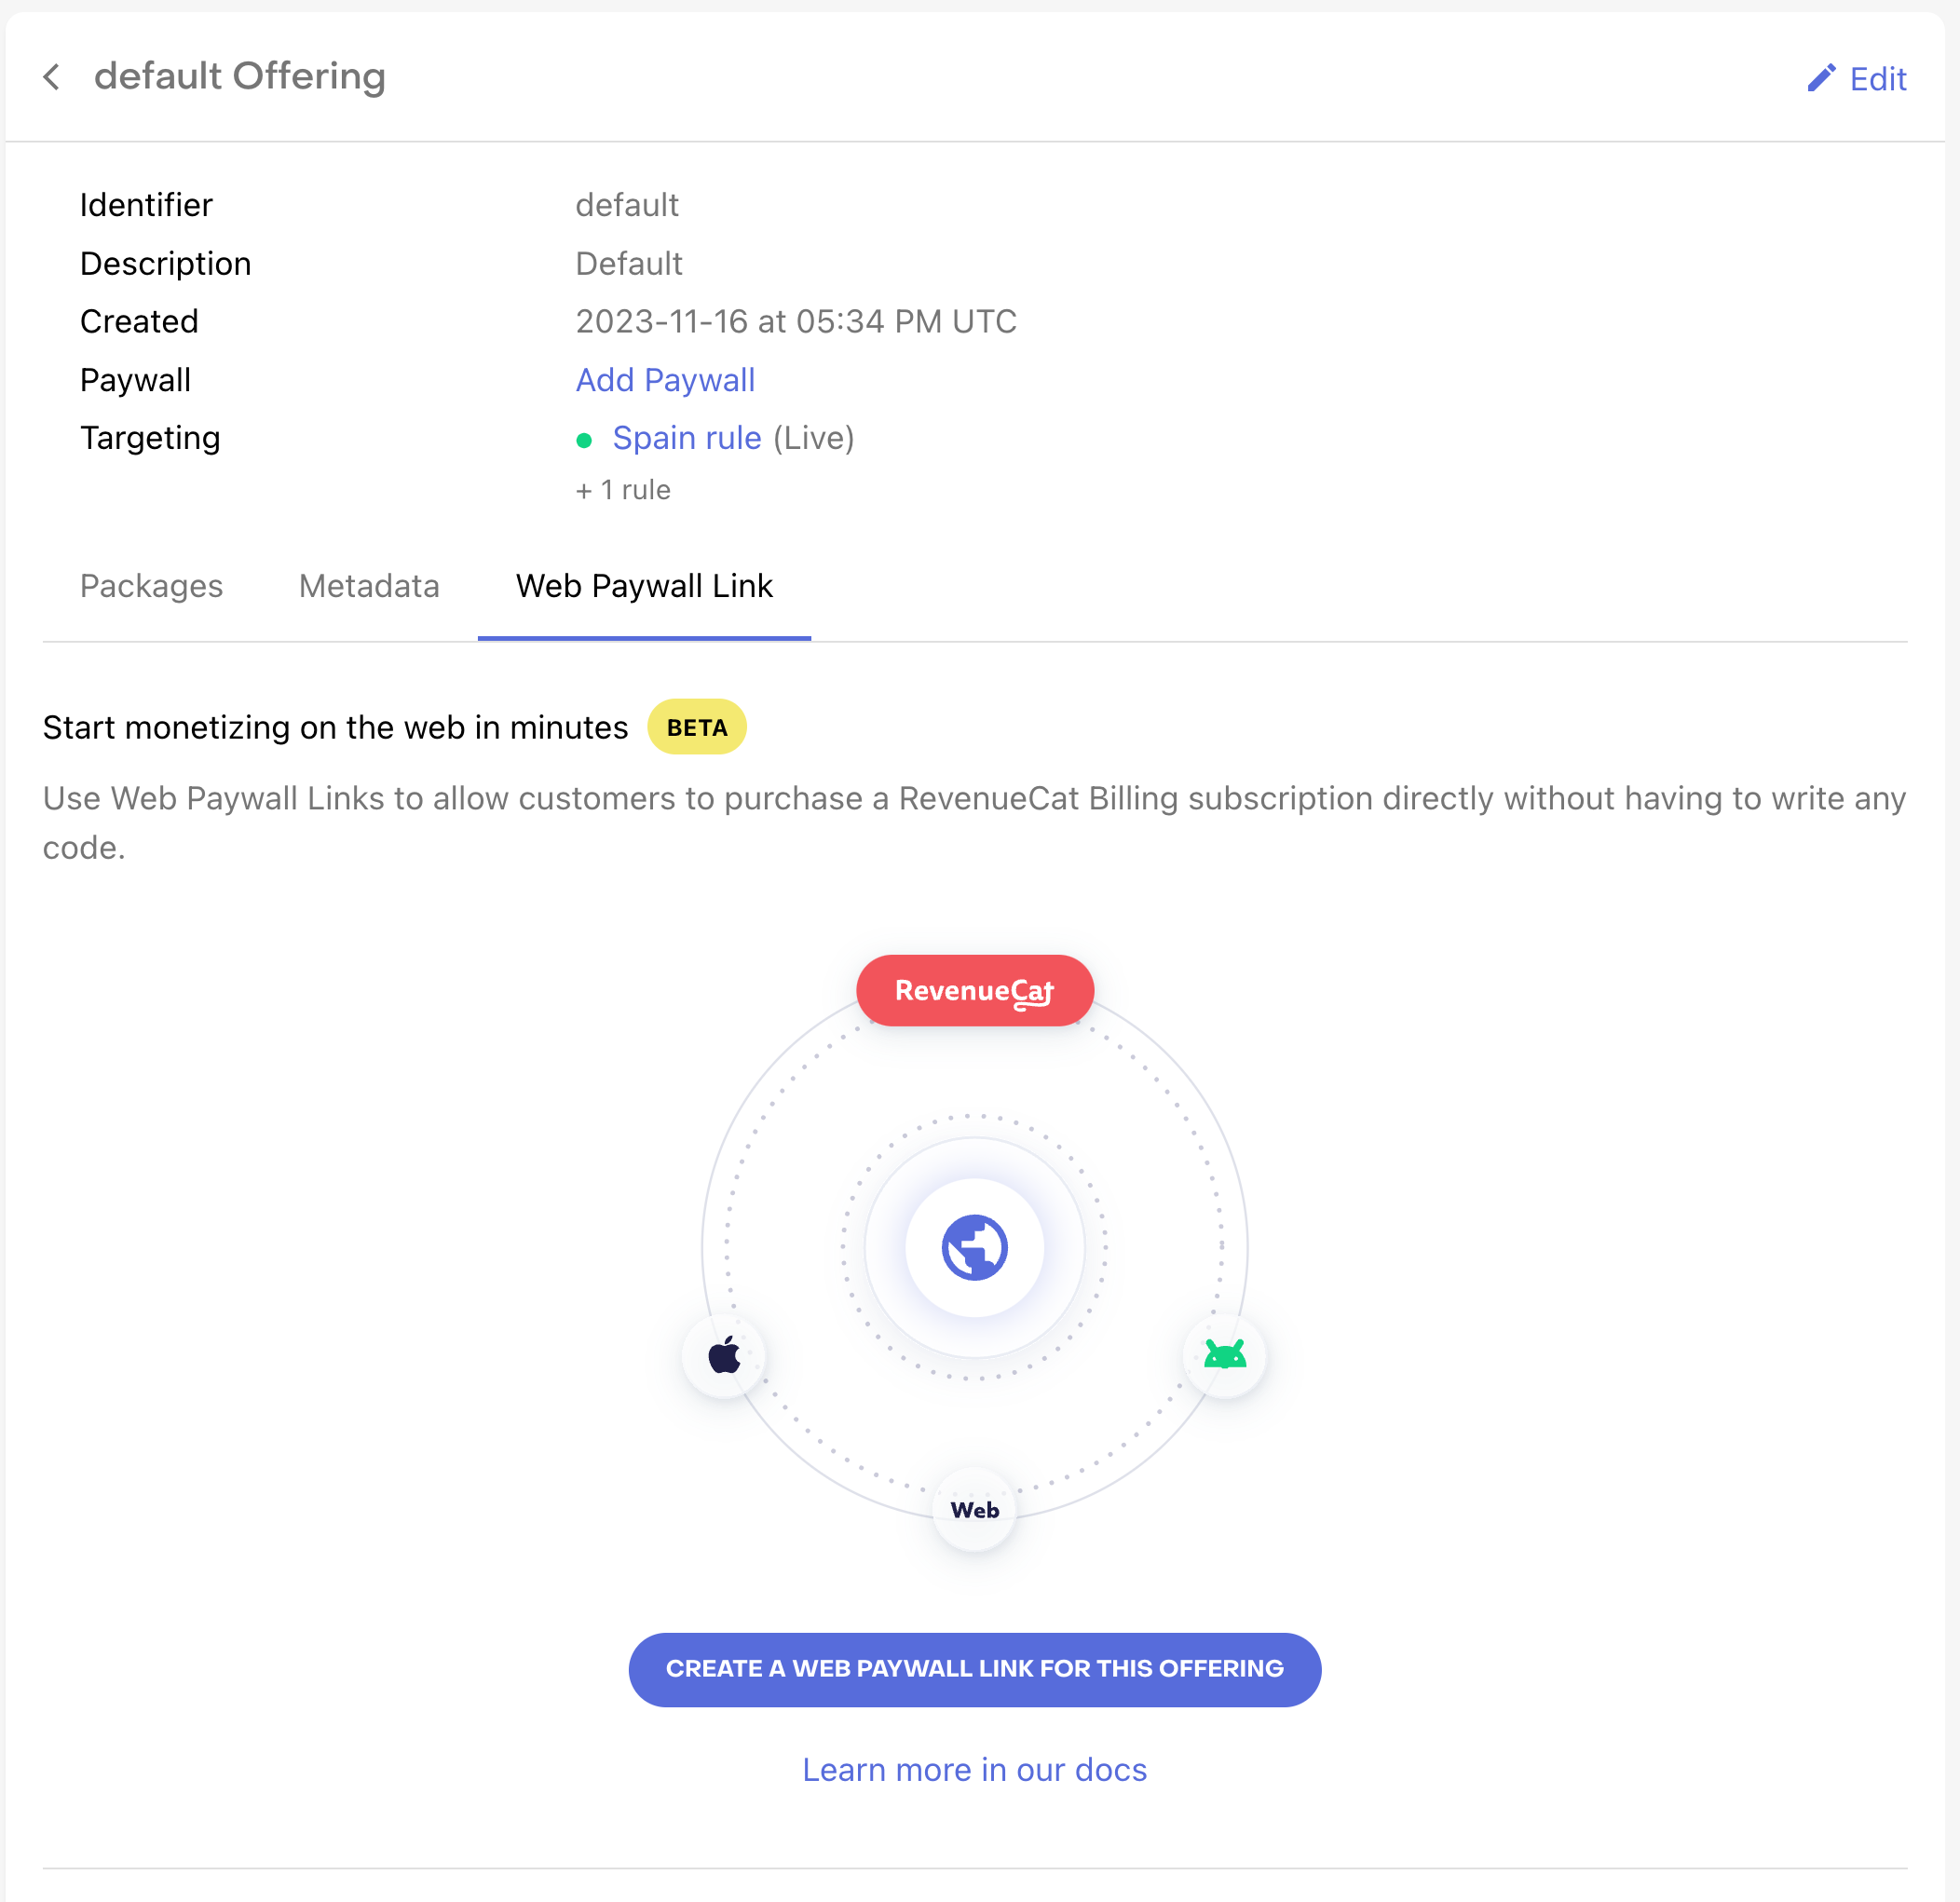 default Offering
Edit
Identifier default
Description Default
Created 2023-11-16 at 05:34 PM UTC
Paywall Add Paywall
Targeting Spain rule (Live)
+ 1 rule
Packages Metadata Web Paywall Link
Start monetizing on the web in minutes BETA
Use Web Paywall Links to allow customers to purchase a RevenueCat Billing subscription directly without having to write any
code.
RevenueCat
Web
CREATE A WEB PAYWALL LINK FOR THIS OFFERING
Learn more in our docs